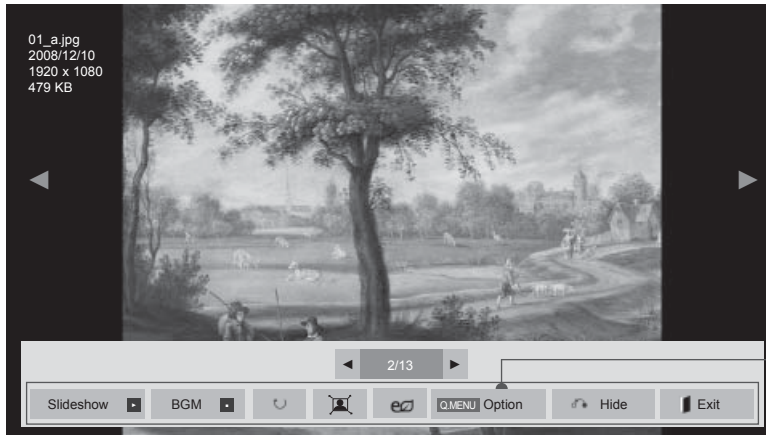 01_a.jpg
2008/12/10
1920 x 1080
479 KB
2/13
Slideshow BGM Q.MENU Option Hide Exit